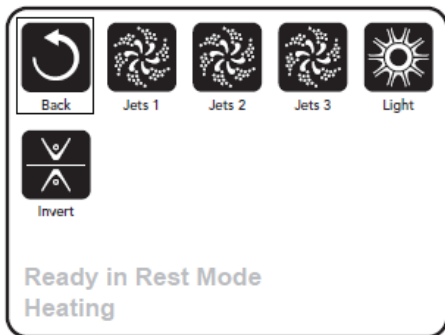 Back
Jets 1
Jets 2
Jets 3
Light
Invert
Ready in Rest Mode
Heating